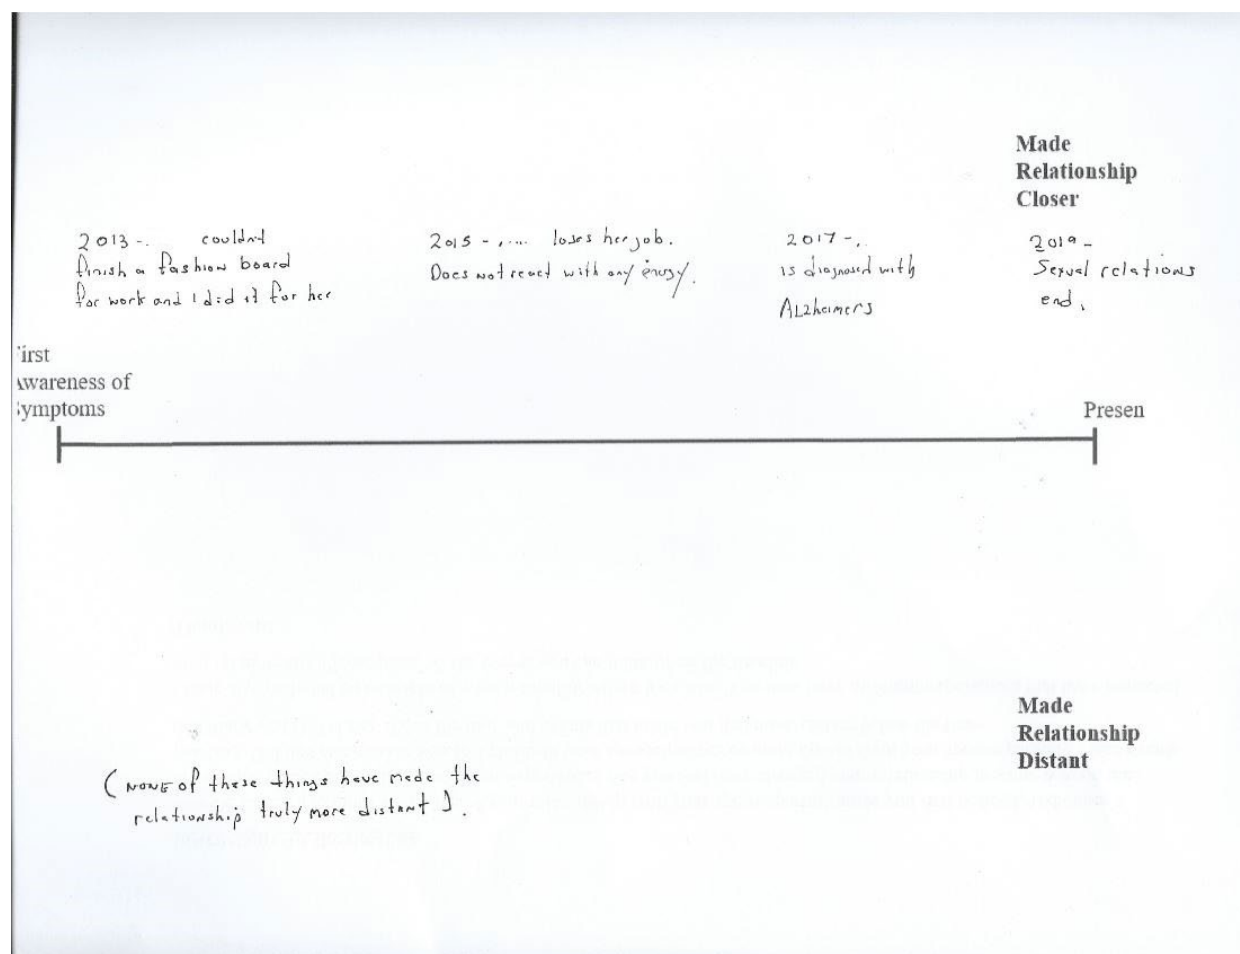 Made
Relationship
Closer
2013 -. couldnt
finish a fashion board
for work and I did it for her
2015 - .... loses her job.
Does not react with any
2017 -.
is diagnosed with
ALzheimers
2019 -
Sexual relations
end.
irst
wareness of
ymptoms
Presen
Made
Relationship
Distant
(NONE of these things have made the
relationship truly more distant).